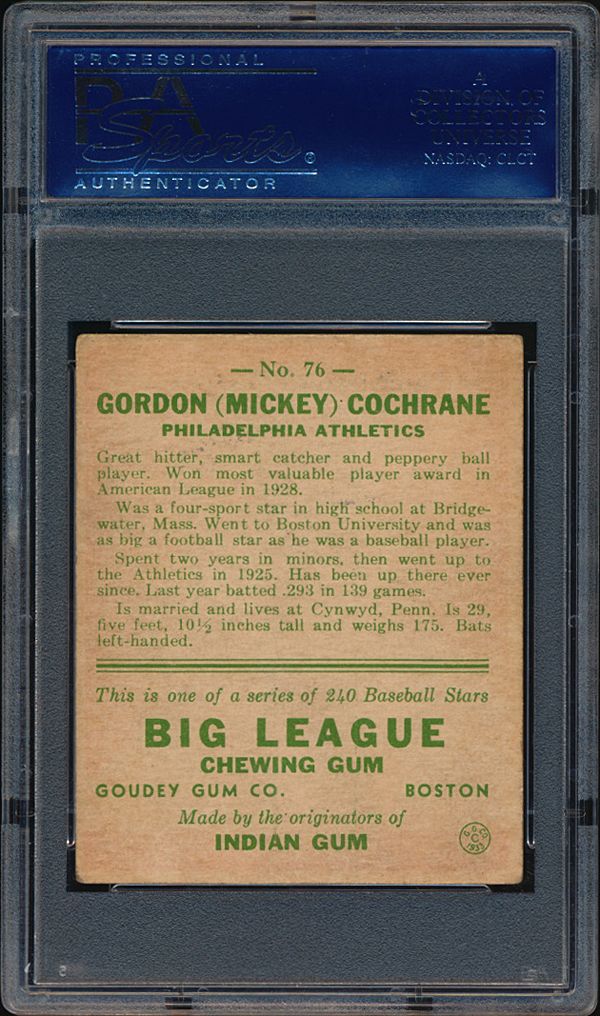 PROFESSIONAL
PSA
Sports®
AUTHENTICATOR
A
DIVISION OF
COLLECTORS
UNIVERSE
NASDAQ: CLCT
— No. 76 —
GORDON (MICKEY) COCHRANE
PHILADELPHIA ATHLETICS
Great hitter, smart catcher and peppery ball
player. Won most valuable player award in
American League in 1928.
Was a four-sport star in high school at Bridge-
water, Mass. Went to Boston University and was
as big a football star as he was a baseball player.
Spent two years in minors, then went up to
the Athletics in 1925. Has been up there ever
since. Last year batted .293 in 139 games.
Is married and lives at Cynwyd, Penn. Is 29,
five feet, 10½ inches tall and weighs 175. Bats
left-handed.
This is one of a series of 240 Baseball Stars
BIG LEAGUE
CHEWING GUM
GOUDEY GUM CO. BOSTON
Made by the originators of
INDIAN GUM
G.G.CO.
C
1933